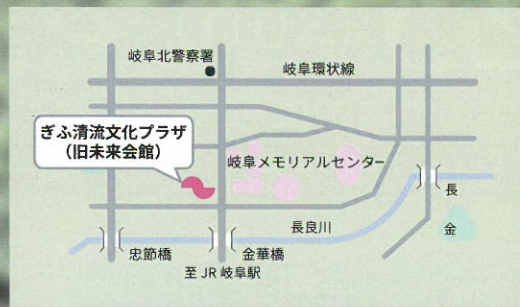 岐阜北警察署
岐阜環状線
ぎふ清流文化プラザ
（旧未来会館）
岐阜メモリアルセンター
長
長良川
金
忠節橋
金華橋
至 JR 岐阜駅